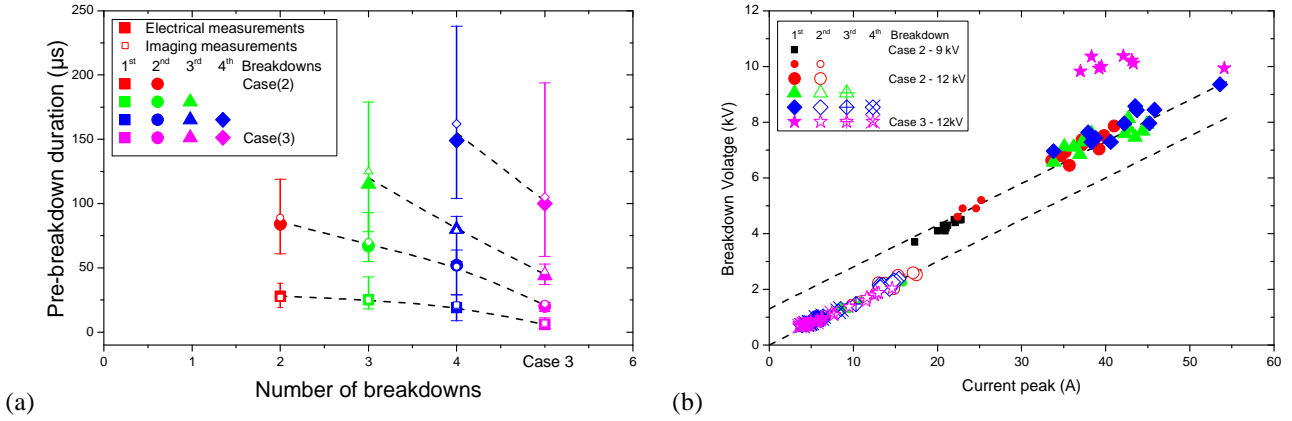 250
200
150
100
50
0
Pre-breakdown duration (µs)
Electrical measurements
Imaging measurements
1st 2nd 3rd 4th Breakdowns
Case(2)
Case(3)
0 1 2 3 4 Case 3 6
Number of breakdowns
(a)
12
10
8
6
4
2
0
Breakdown Volatge (kV)
Breakdown
1st 2nd 3rd 4th
Case 2 - 9 kV
Case 2 - 12 kV
Case 3 - 12kV
0 10 20 30 40 50 60
Current peak (A)
(b)